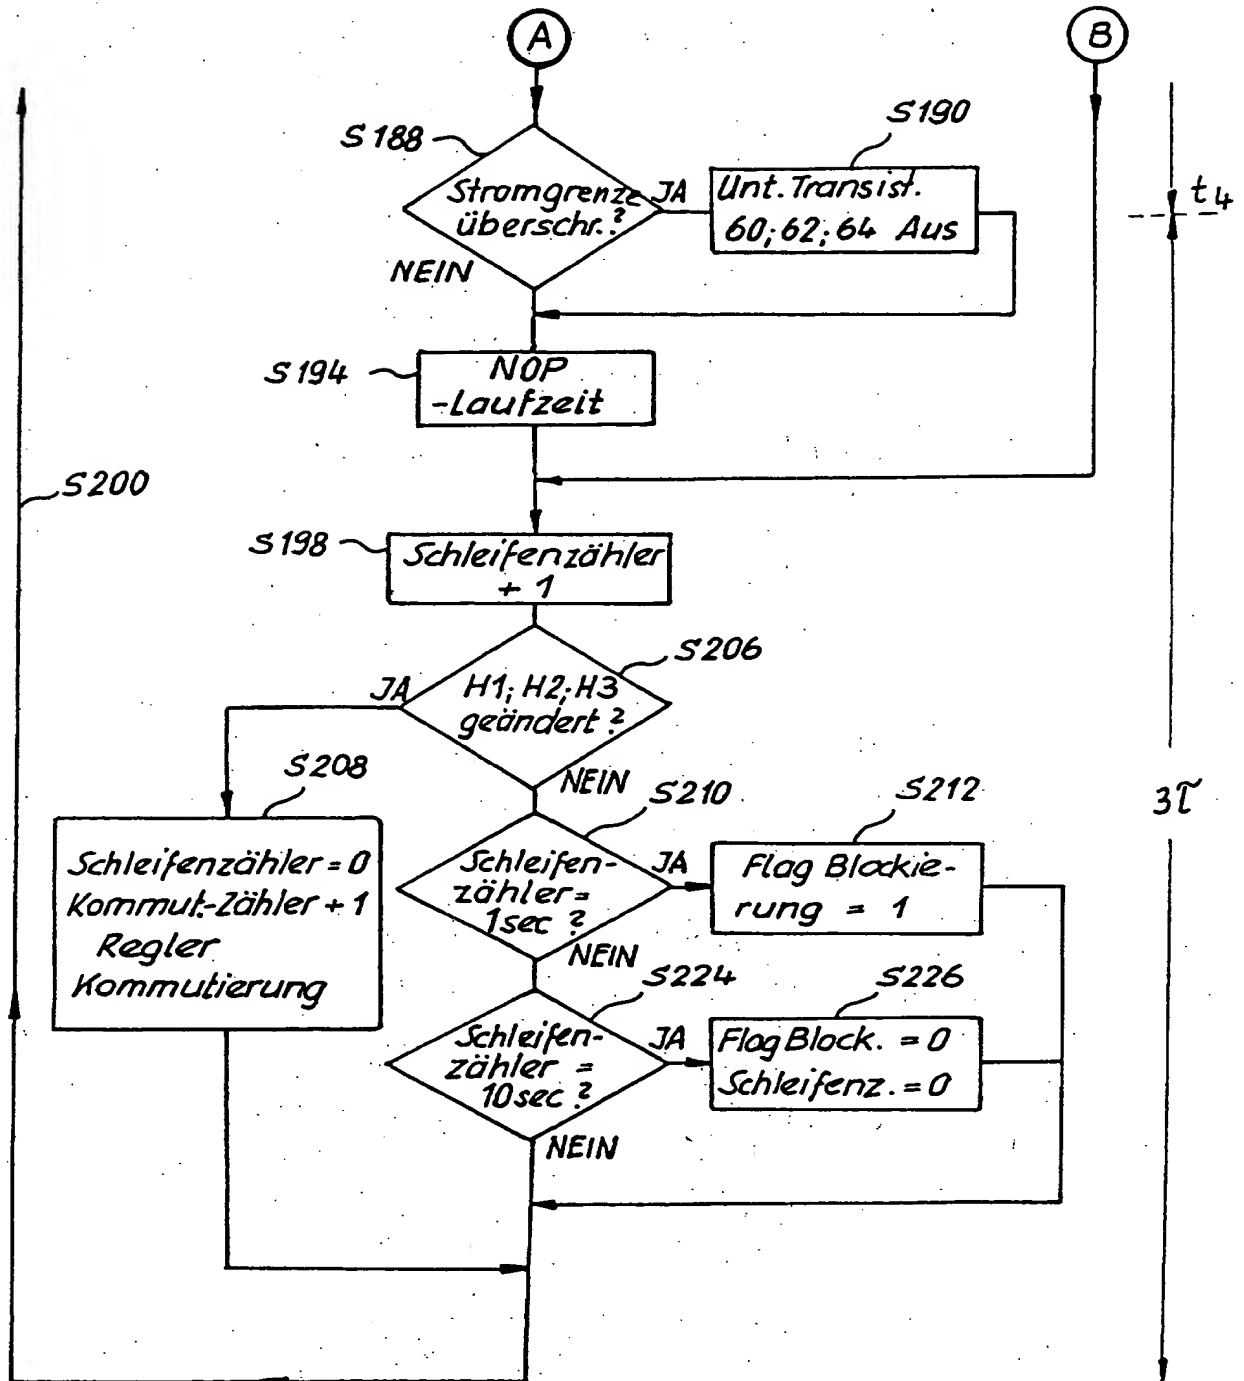 A
B
S188
S190
Stromgrenze
überschr.?
JA
Unt. Transist.
60; 62; 64 Aus
t4
NEIN
S194
NOP
-Laufzeit
S200
S198
Schleifenzähler
+ 1
S206
JA
H1; H2; H3
geändert?
NEIN
S208
Schleifenzähler = 0
Kommut.-Zähler + 1
Regler
Kommutierung
S210
Schleifen-
zähler =
1sec ?
JA
S212
Flag Blockie-
rung = 1
3τ
NEIN
S224
Schleifen-
zähler =
10sec ?
JA
S226
Flag Block. = 0
Schleifenz. = 0
NEIN